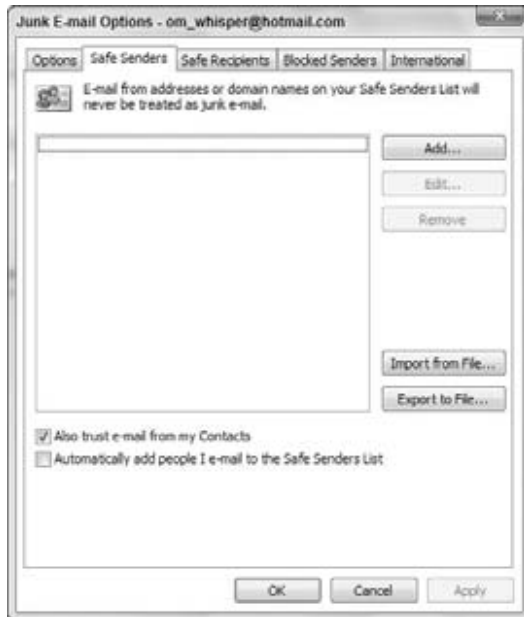 Junk E-mail Options - om_whisper@hotmail.com
Options Safe Senders Safe Recipients Blocked Senders International
E-mail from addresses or domain names on your Safe Senders List will
never be treated as junk e-mail.
Add...
Edit...
Remove
Import from File...
Export to File...
Also trust e-mail from my Contacts
Automatically add people I e-mail to the Safe Senders List
OK Cancel Apply